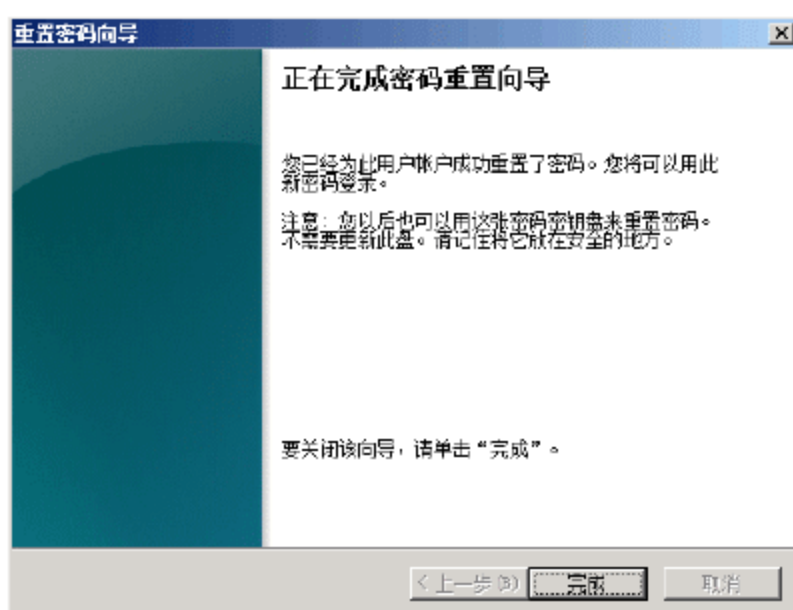 重置密码向导
正在完成密码重置向导
您已经为此用户帐户成功重置了密码。您将可以用此
新密码登录。
注意: 您以后也可以用这张密码密钥盘来重置密码。
不需要更新此盘。请记住将它放在安全的地方。
要关闭该向导,请单击“完成”。
< 上一步(B)
完成
取消